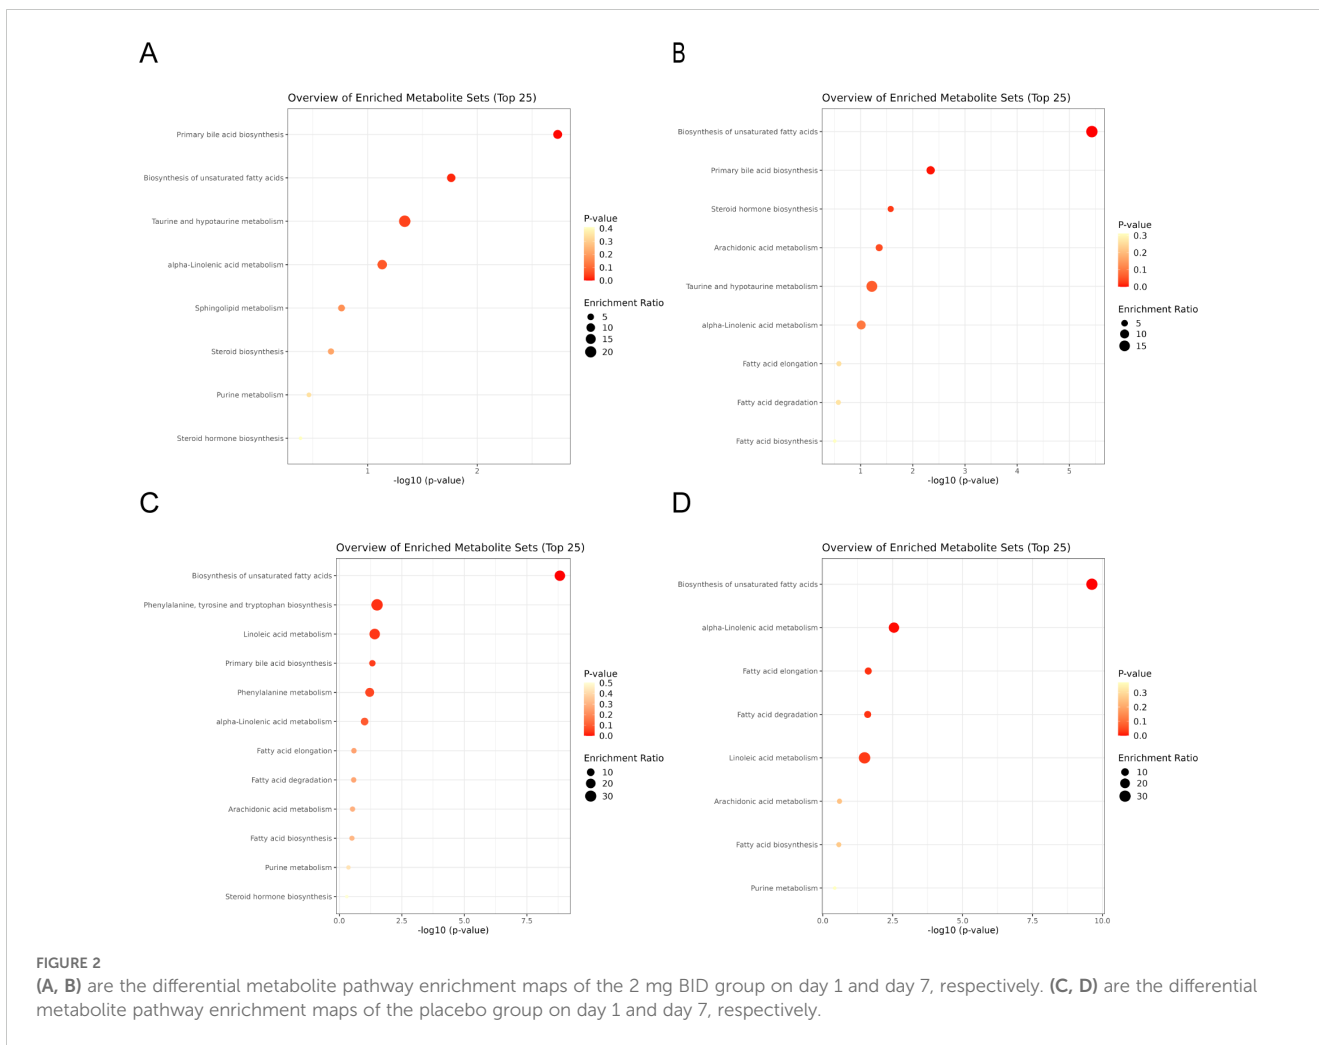 A
Overview of Enriched Metabolite Sets (Top 25)
Primary bile acid biosynthesis
Biosynthesis of unsaturated fatty acids
Taurine and hypotaurine metabolism
alpha-Linolenic acid metabolism
Sphingolipid metabolism
Steroid biosynthesis
Purine metabolism
Steroid hormone biosynthesis
1
2
-log10 (p-value)
P-value
0.4
0.3
0.2
0.1
0.0
Enrichment Ratio
5
10
15
20
B
Overview of Enriched Metabolite Sets (Top 25)
Biosynthesis of unsaturated fatty acids
Primary bile acid biosynthesis
Steroid hormone biosynthesis
Arachidonic acid metabolism
Taurine and hypotaurine metabolism
alpha-Linolenic acid metabolism
Fatty acid elongation
Fatty acid degradation
Fatty acid biosynthesis
1
2
3
4
5
-log10 (p-value)
P-value
0.3
0.2
0.1
0.0
Enrichment Ratio
5
10
15
C
Overview of Enriched Metabolite Sets (Top 25)
Biosynthesis of unsaturated fatty acids
Phenylalanine, tyrosine and tryptophan biosynthesis
Linoleic acid metabolism
Primary bile acid biosynthesis
Phenylalanine metabolism
alpha-Linolenic acid metabolism
Fatty acid elongation
Fatty acid degradation
Arachidonic acid metabolism
Fatty acid biosynthesis
Purine metabolism
Steroid hormone biosynthesis
0.0
2.5
5.0
7.5
-log10 (p-value)
P-value
0.5
0.4
0.3
0.2
0.1
0.0
Enrichment Ratio
10
20
30
D
Overview of Enriched Metabolite Sets (Top 25)
Biosynthesis of unsaturated fatty acids
alpha-Linolenic acid metabolism
Fatty acid elongation
Fatty acid degradation
Linoleic acid metabolism
Arachidonic acid metabolism
Fatty acid biosynthesis
Purine metabolism
0.0
2.5
5.0
7.5
10.0
-log10 (p-value)
P-value
0.3
0.2
0.1
0.0
Enrichment Ratio
10
20
30
FIGURE 2
(A, B) are the differential metabolite pathway enrichment maps of the 2 mg BID group on day 1 and day 7, respectively. (C, D) are the differential
metabolite pathway enrichment maps of the placebo group on day 1 and day 7, respectively.